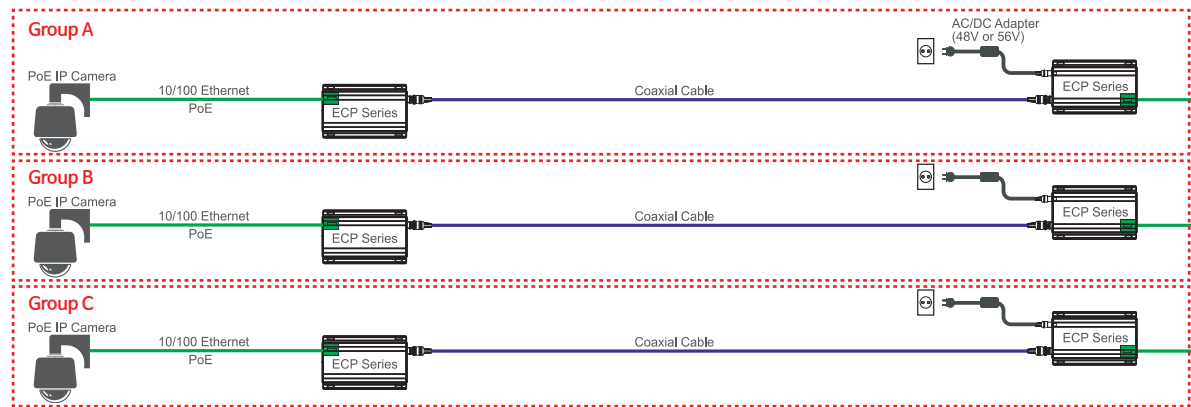 Group A
AC/DC Adapter
(48V or 56V)
PoE IP Camera
10/100 Ethernet
PoE
ECP Series
Coaxial Cable
ECP Series
Group B
PoE IP Camera
10/100 Ethernet
PoE
ECP Series
Coaxial Cable
ECP Series
Group C
PoE IP Camera
10/100 Ethernet
PoE
ECP Series
Coaxial Cable
ECP Series